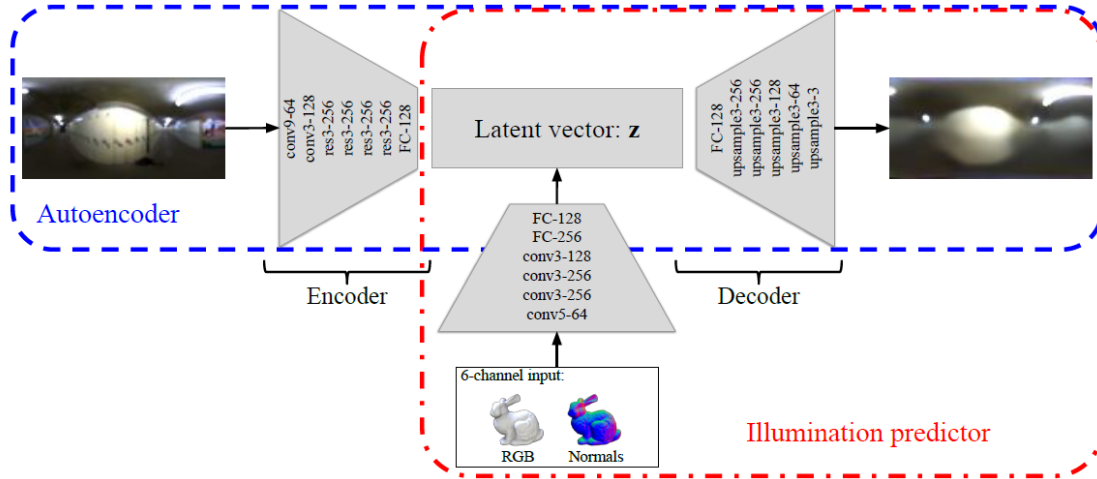 conv9-64
conv3-128
res3-256
res3-256
res3-256
res3-256
FC-128
Latent vector: z
FC-128
upsample3-256
upsample3-256
upsample3-128
upsample3-64
upsample3-3
Autoencoder
Encoder
FC-128
FC-256
conv3-128
conv3-256
conv3-256
conv5-64
Decoder
6-channel input:
RGB
Normals
Illumination predictor